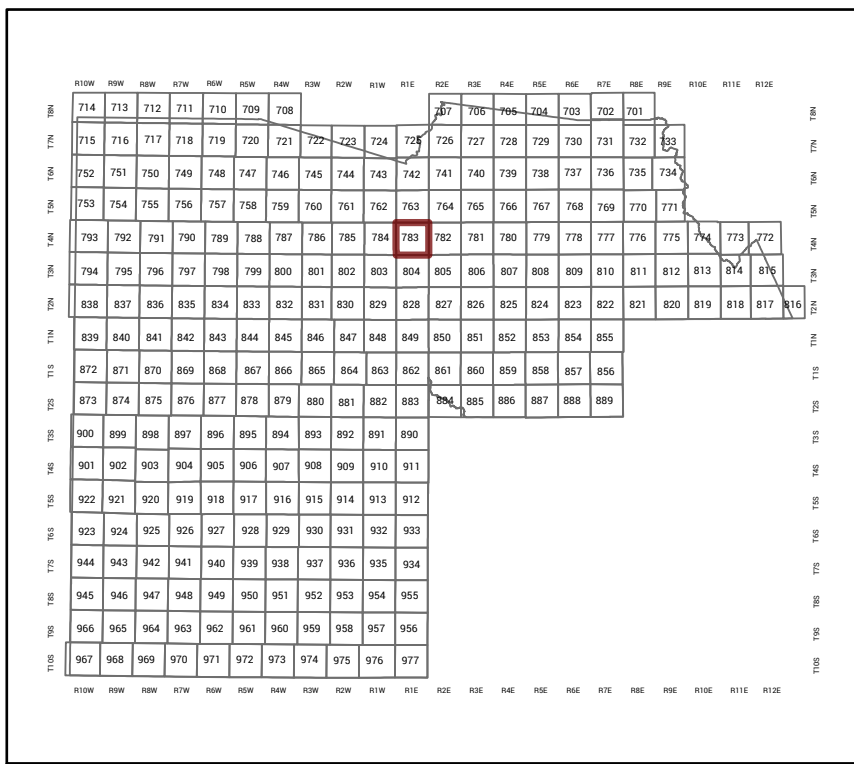 R10W R9W R8W R7W R6W R5W R4W R3W R2W R1W R1E R2E R3E R4E R5E R6E R7E R8E R9E R10E R11E R12E
T8N 714 713 712 711 710 709 708 707 706 705 704 703 702 701 T8N
T7N 715 716 717 718 719 720 721 722 723 724 725 726 727 728 729 730 731 732 733 T7N
T6N 752 751 750 749 748 747 746 745 744 743 742 741 740 739 738 737 736 735 734 T6N
T5N 753 754 755 756 757 758 759 760 761 762 763 764 765 766 767 768 769 770 771 T5N
T4N 793 792 791 790 789 788 787 786 785 784 783 782 781 780 779 778 777 776 775 774 773 772 T4N
T3N 794 795 796 797 798 799 800 801 802 803 804 805 806 807 808 809 810 811 812 813 814 815 T3N
T2N 838 837 836 835 834 833 832 831 830 829 828 827 826 825 824 823 822 821 820 819 818 817 816 T2N
T1N 839 840 841 842 843 844 845 846 847 848 849 850 851 852 853 854 855 T1N
T1S 872 871 870 869 868 867 866 865 864 863 862 861 860 859 858 857 856 T1S
T2S 873 874 875 876 877 878 879 880 881 882 883 884 885 886 887 888 889 T2S
T3S 900 899 898 897 896 895 894 893 892 891 890 T3S
T4S 901 902 903 904 905 906 907 908 909 910 911 T4S
T5S 922 921 920 919 918 917 916 915 914 913 912 T5S
T6S 923 924 925 926 927 928 929 930 931 932 933 T6S
T7S 944 943 942 941 940 939 938 937 936 935 934 T7S
T8S 945 946 947 948 949 950 951 952 953 954 955 T8S
T9S 966 965 964 963 962 961 960 959 958 957 956 T9S
T10S 967 968 969 970 971 972 973 974 975 976 977 T10S
R10W R9W R8W R7W R6W R5W R4W R3W R2W R1W R1E R2E R3E R4E R5E R6E R7E R8E R9E R10E R11E R12E